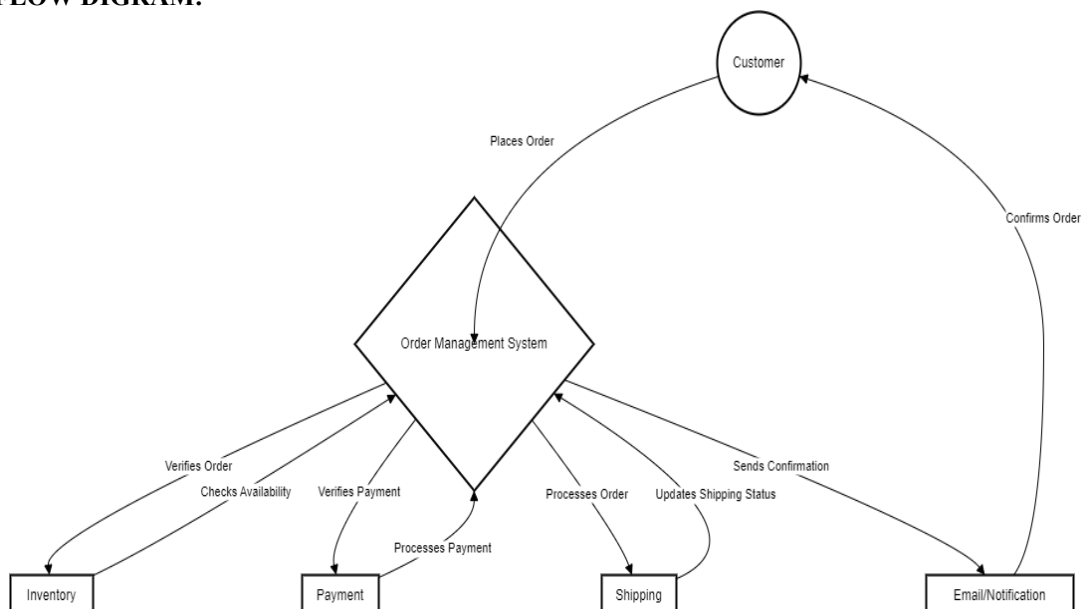 FLOW DIGRAM:
Customer
Places Order
Confirms Order
Order Management System
Verifies Order
Sends Confirmation
Checks Availability
Verifies Payment
Processes Order
Updates Shipping Status
Processes Payment
Inventory
Payment
Shipping
Email/Notification